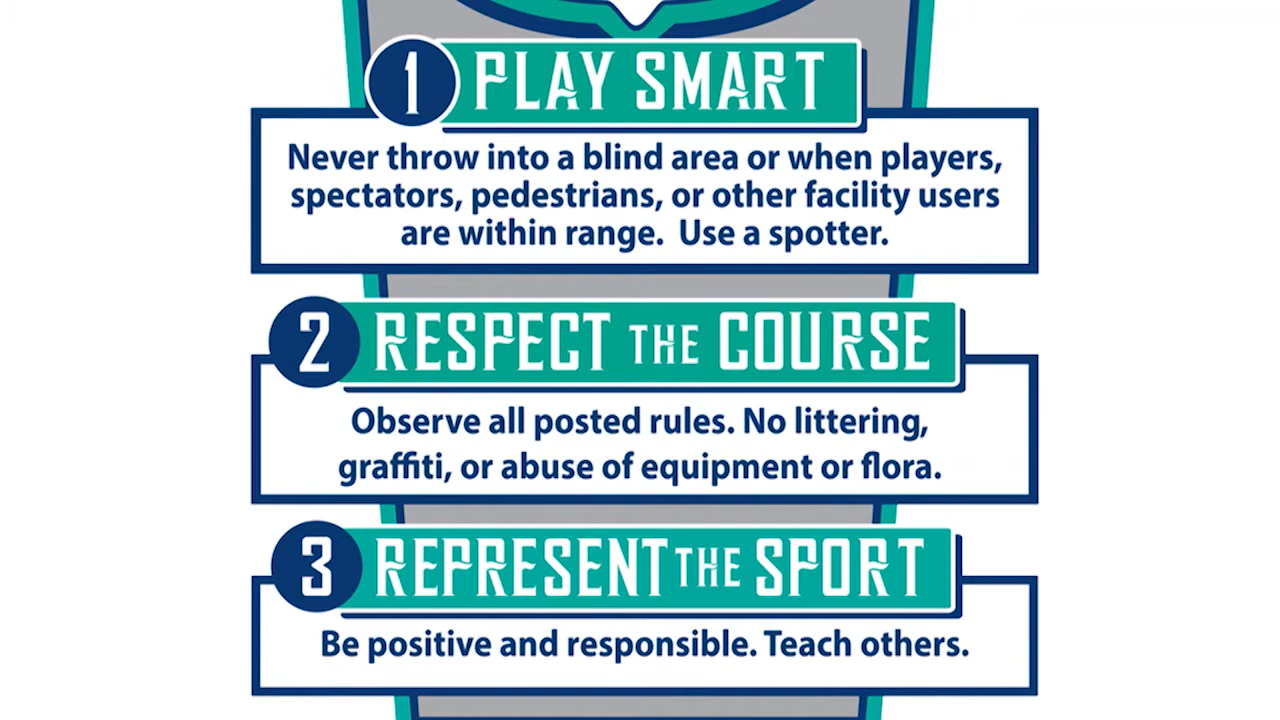 1 PLAY SMART
Never throw into a blind area or when players,
spectators, pedestrians, or other facility users
are within range.  Use a spotter.
2 RESPECT THE COURSE
Observe all posted rules. No littering,
graffiti, or abuse of equipment or flora.
3 REPRESENT THE SPORT
Be positive and responsible. Teach others.